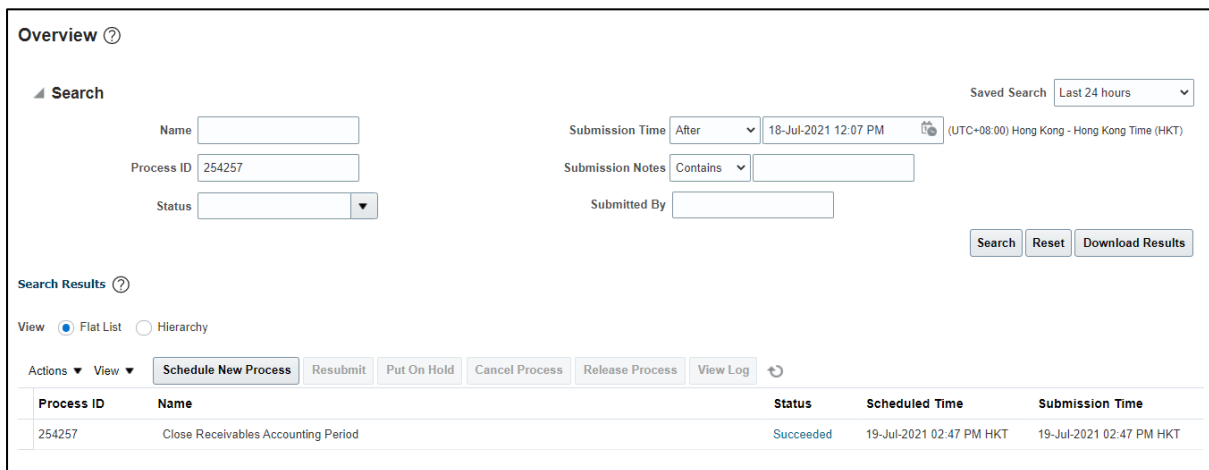 Overview
Search
Saved Search Last 24 hours
Name
Submission Time After 18-Jul-2021 12:07 PM (UTC+08:00) Hong Kong - Hong Kong Time (HKT)
Process ID 254257
Submission Notes Contains
Status
Submitted By
Search Reset Download Results
Search Results
View Flat List Hierarchy
Actions View Schedule New Process Resubmit Put On Hold Cancel Process Release Process View Log
Process ID Name Status Scheduled Time Submission Time
254257 Close Receivables Accounting Period Succeeded 19-Jul-2021 02:47 PM HKT 19-Jul-2021 02:47 PM HKT